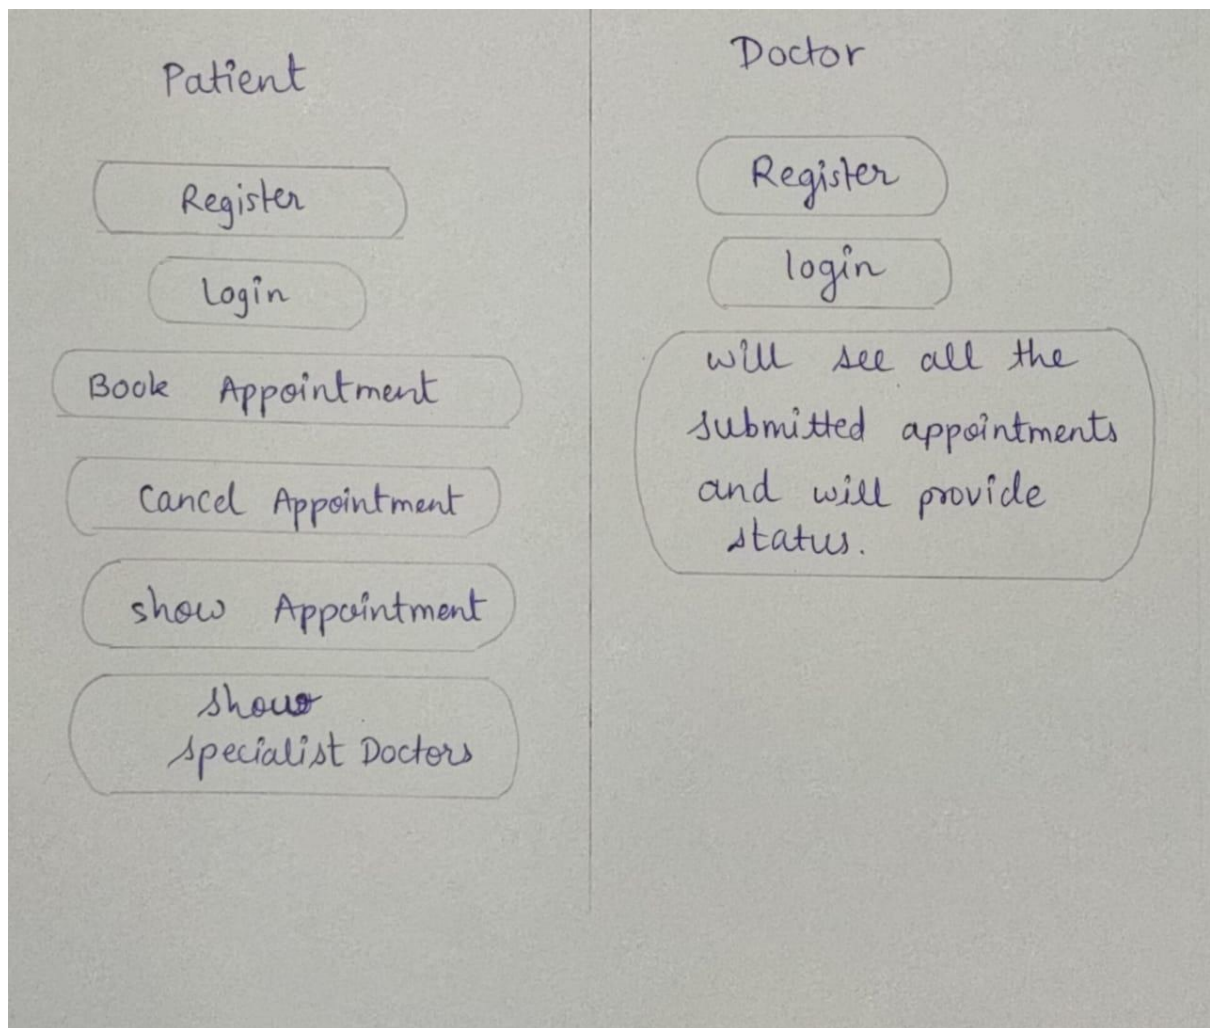 Patient
Register
Login
Book Appointment
Cancel Appointment
show Appointment
show
specialist Doctors
Doctor
Register
login
will see all the
submitted appointments
and will provide
status.